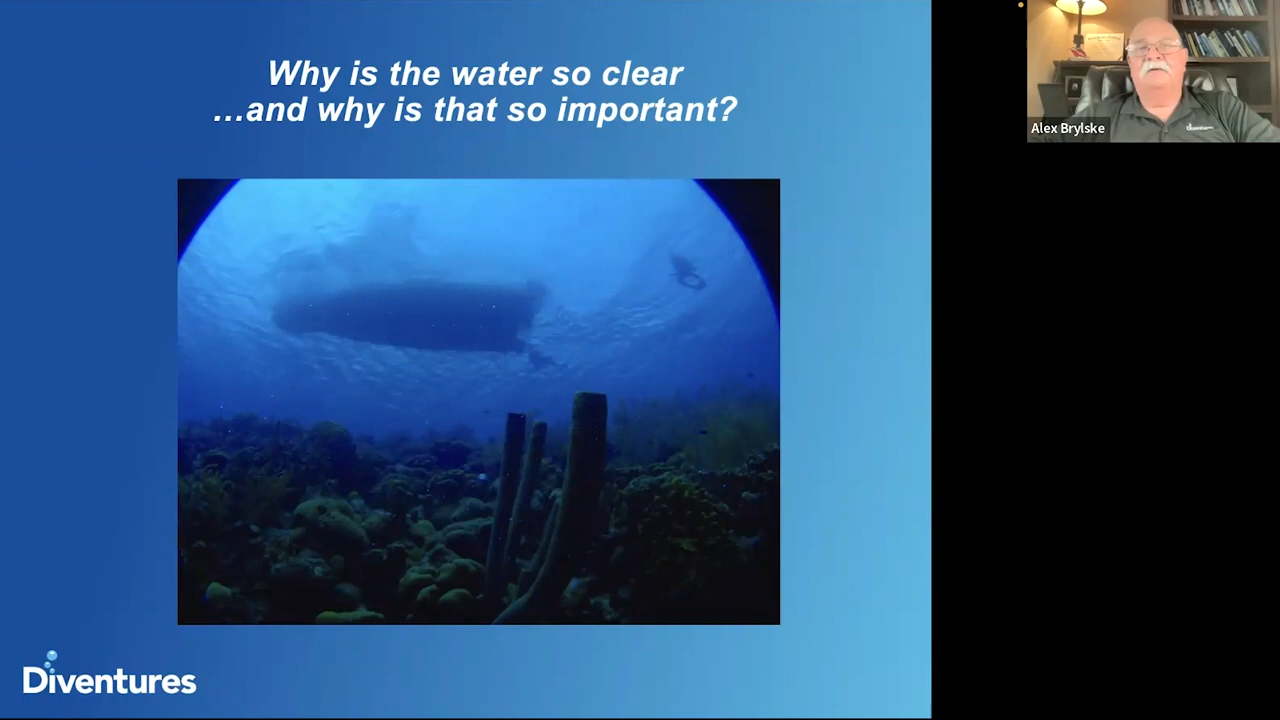 Why is the water so clear
...and why is that so important?
Alex Brylske
Diventures